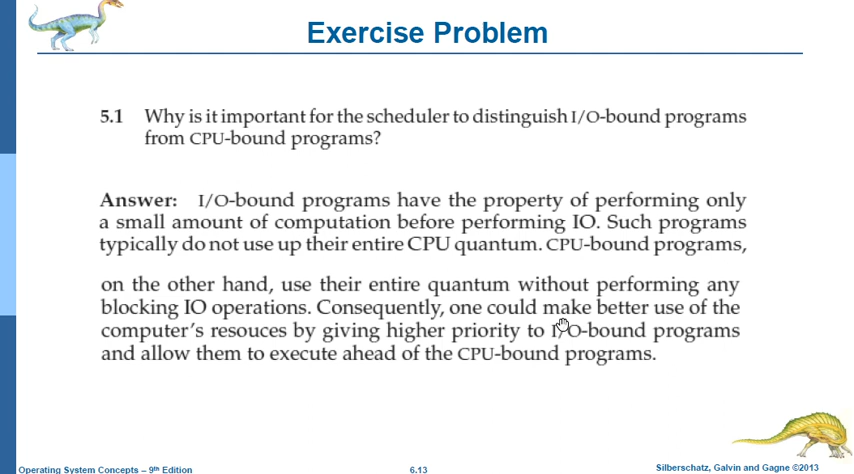 Exercise Problem
5.1 Why is it important for the scheduler to distinguish I/O-bound programs
from CPU-bound programs?
Answer: I/O-bound programs have the property of performing only
a small amount of computation before performing IO. Such programs
typically do not use up their entire CPU quantum. CPU-bound programs,
on the other hand, use their entire quantum without performing any
blocking IO operations. Consequently, one could make better use of the
computer's resouces by giving higher priority to I/O-bound programs
and allow them to execute ahead of the CPU-bound programs.
Operating System Concepts – 9th Edition
6.13
Silberschatz, Galvin and Gagne ©2013